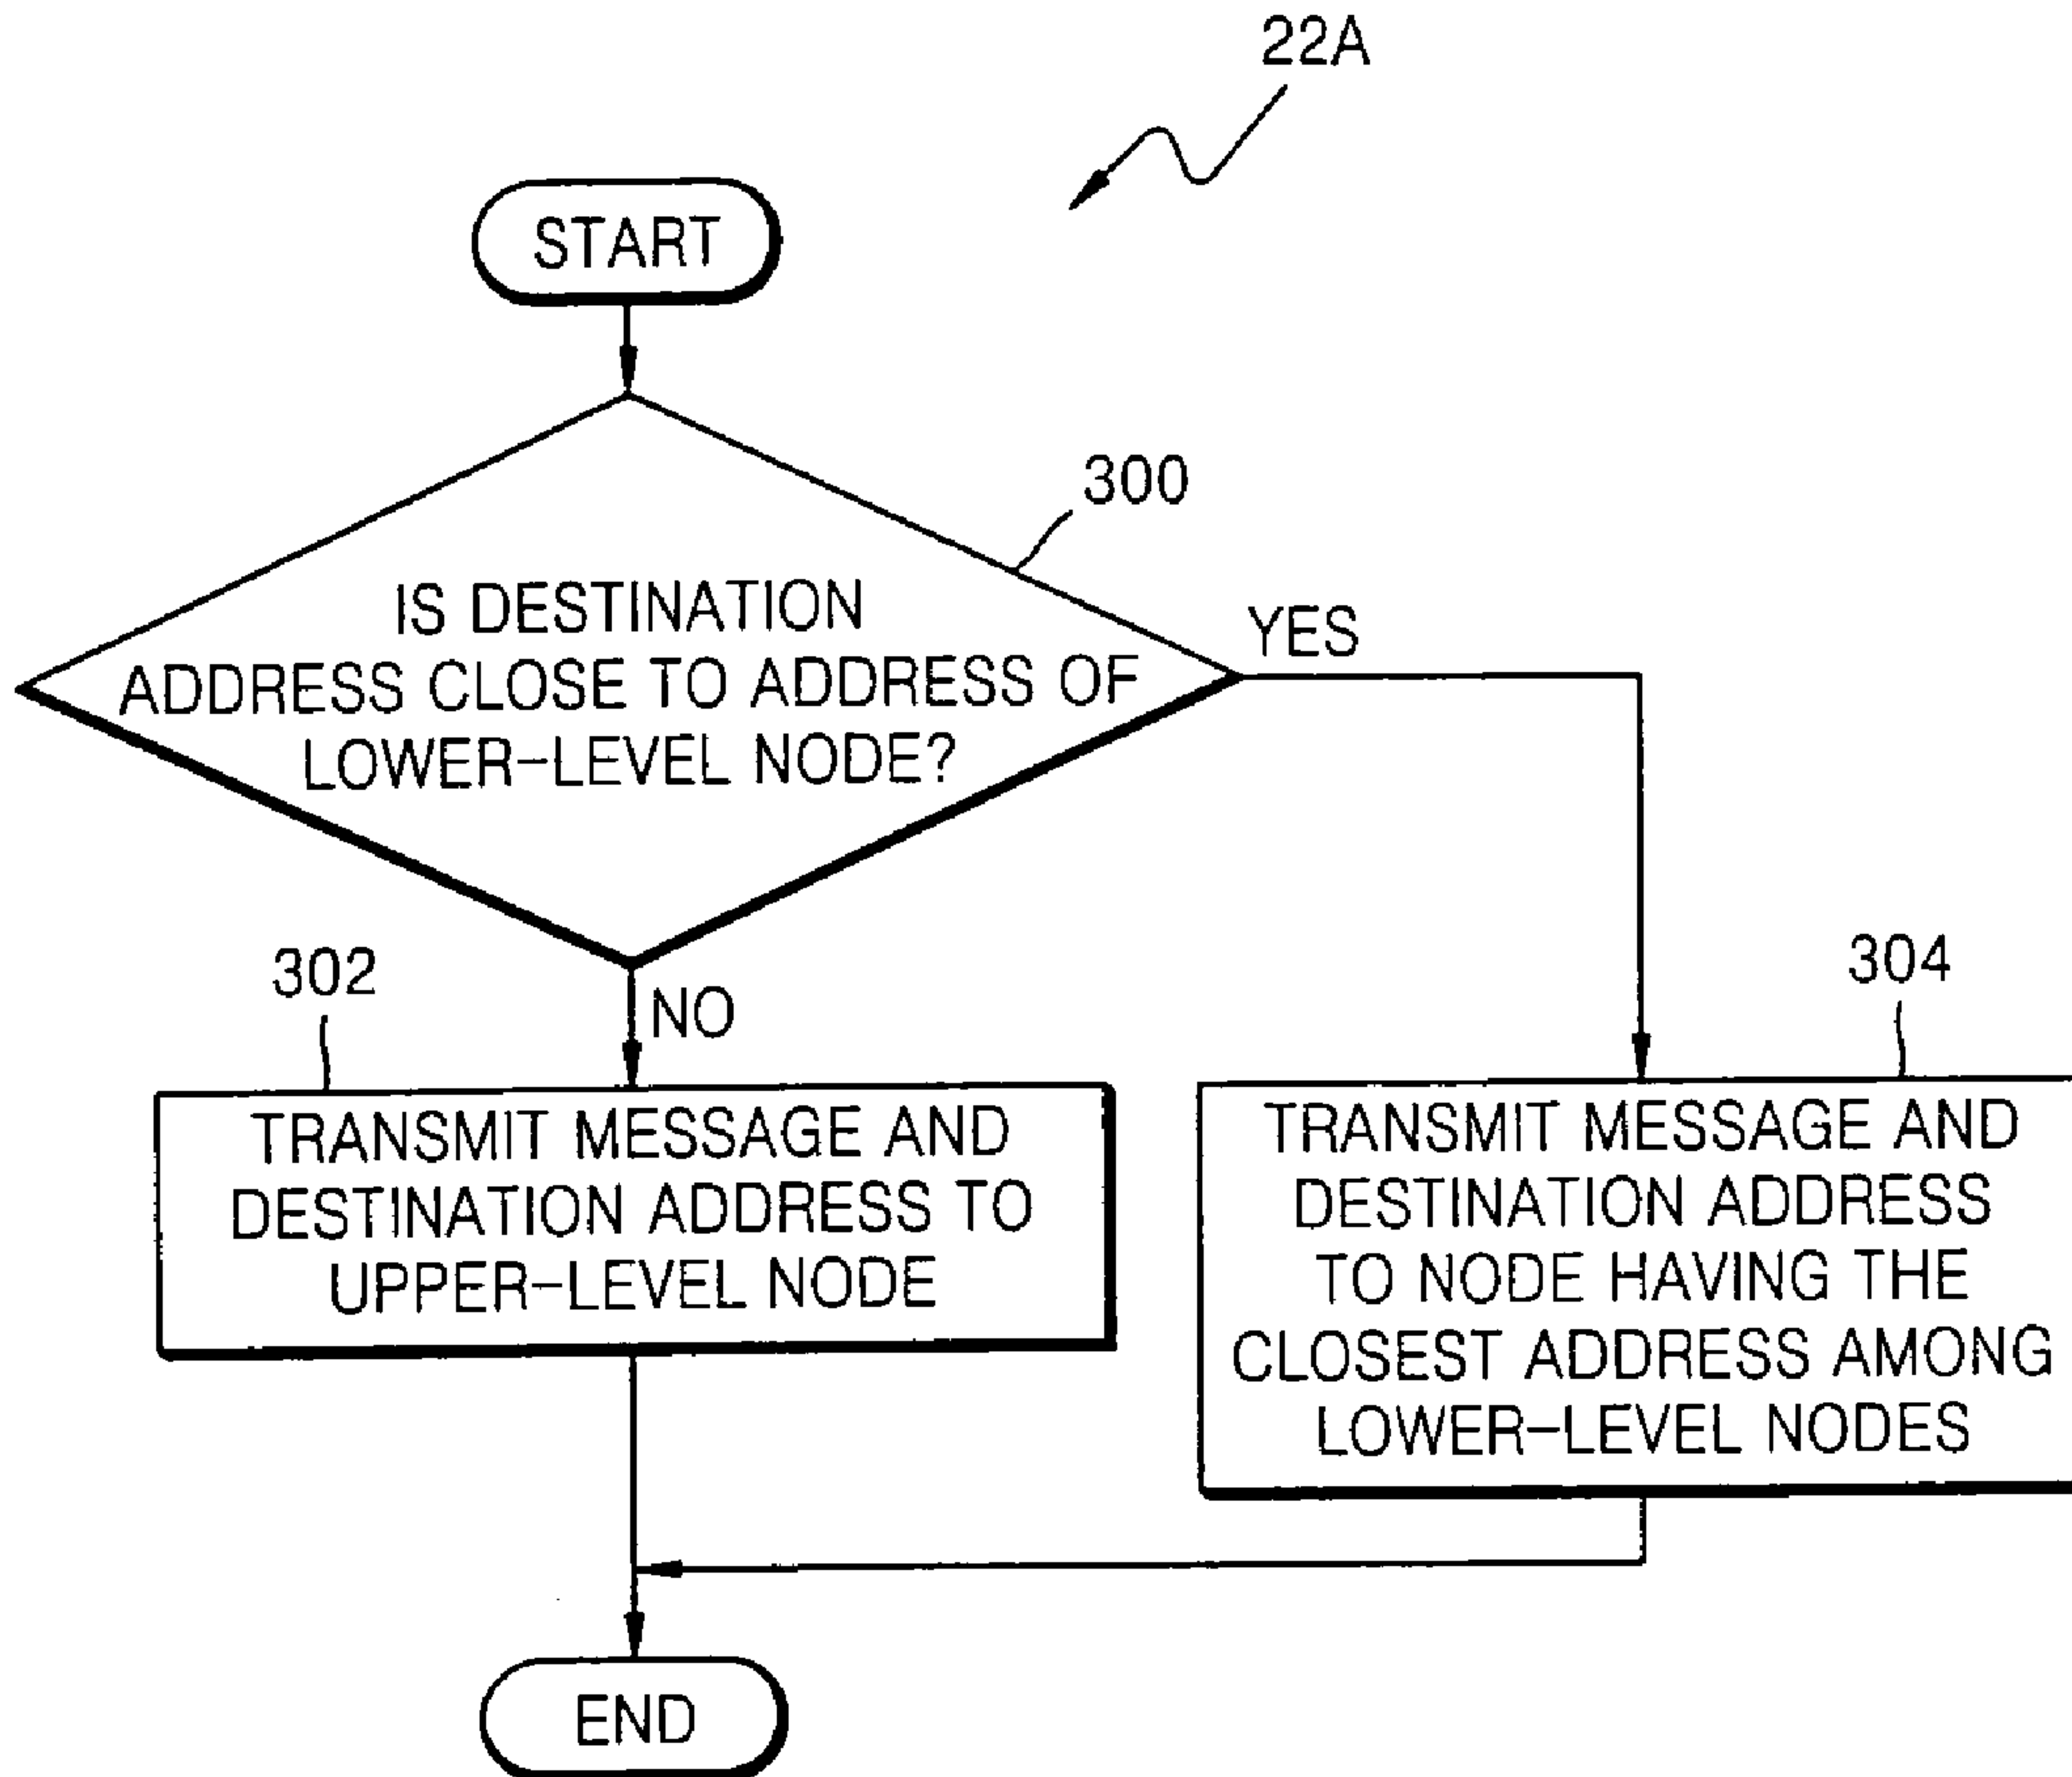 22A
START
300
IS DESTINATION
ADDRESS CLOSE TO ADDRESS OF
LOWER-LEVEL NODE?
YES
302
NO
304
TRANSMIT MESSAGE AND
DESTINATION ADDRESS TO
UPPER-LEVEL NODE
TRANSMIT MESSAGE AND
DESTINATION ADDRESS
TO NODE HAVING THE
CLOSEST ADDRESS AMONG
LOWER-LEVEL NODES
END